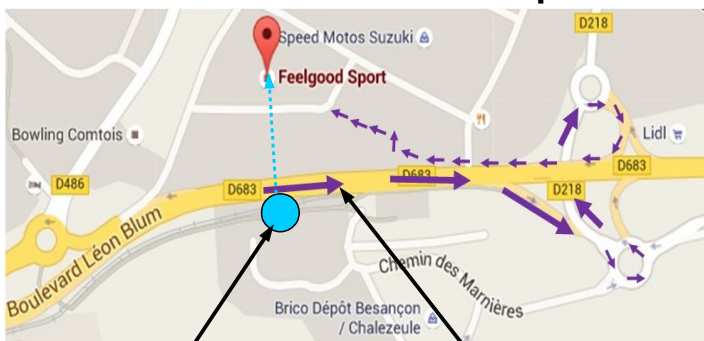 D218
Speed Motos Suzuki
Feelgood Sport
Bowling Comtois
Lidl
D683
D683
D486
D683
D218
Boulevard Léon Blum
Chemin des Marnières
Brico Dépôt Besançon
/ Chalezeule